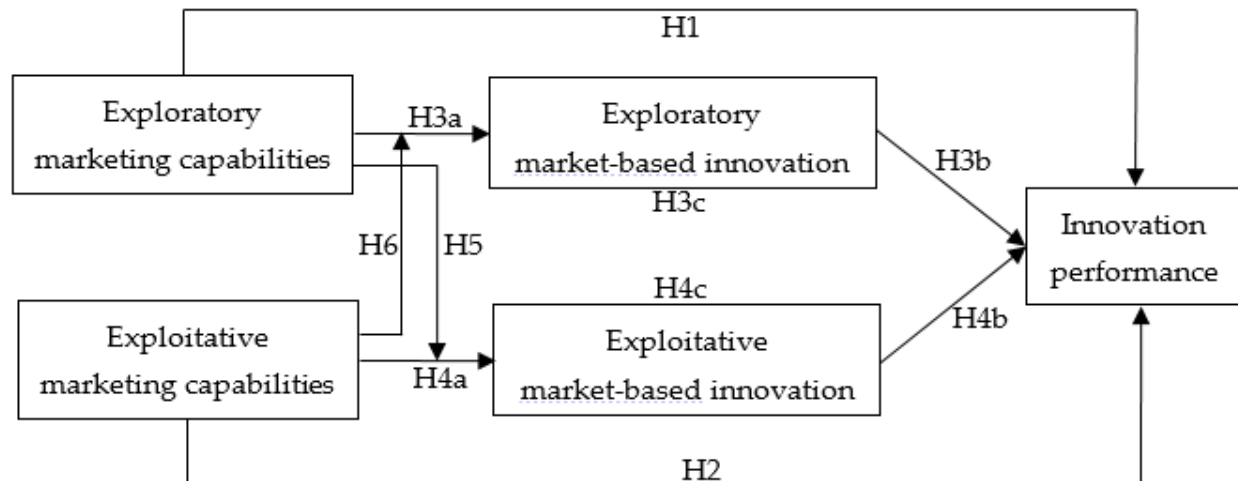 H1
Exploratory
marketing capabilities
H3a
Exploratory
market-based innovation
H3b
H3c
Innovation
performance
H6
H5
H4c
Exploitative
marketing capabilities
H4a
Exploitative
market-based innovation
H4b
H2